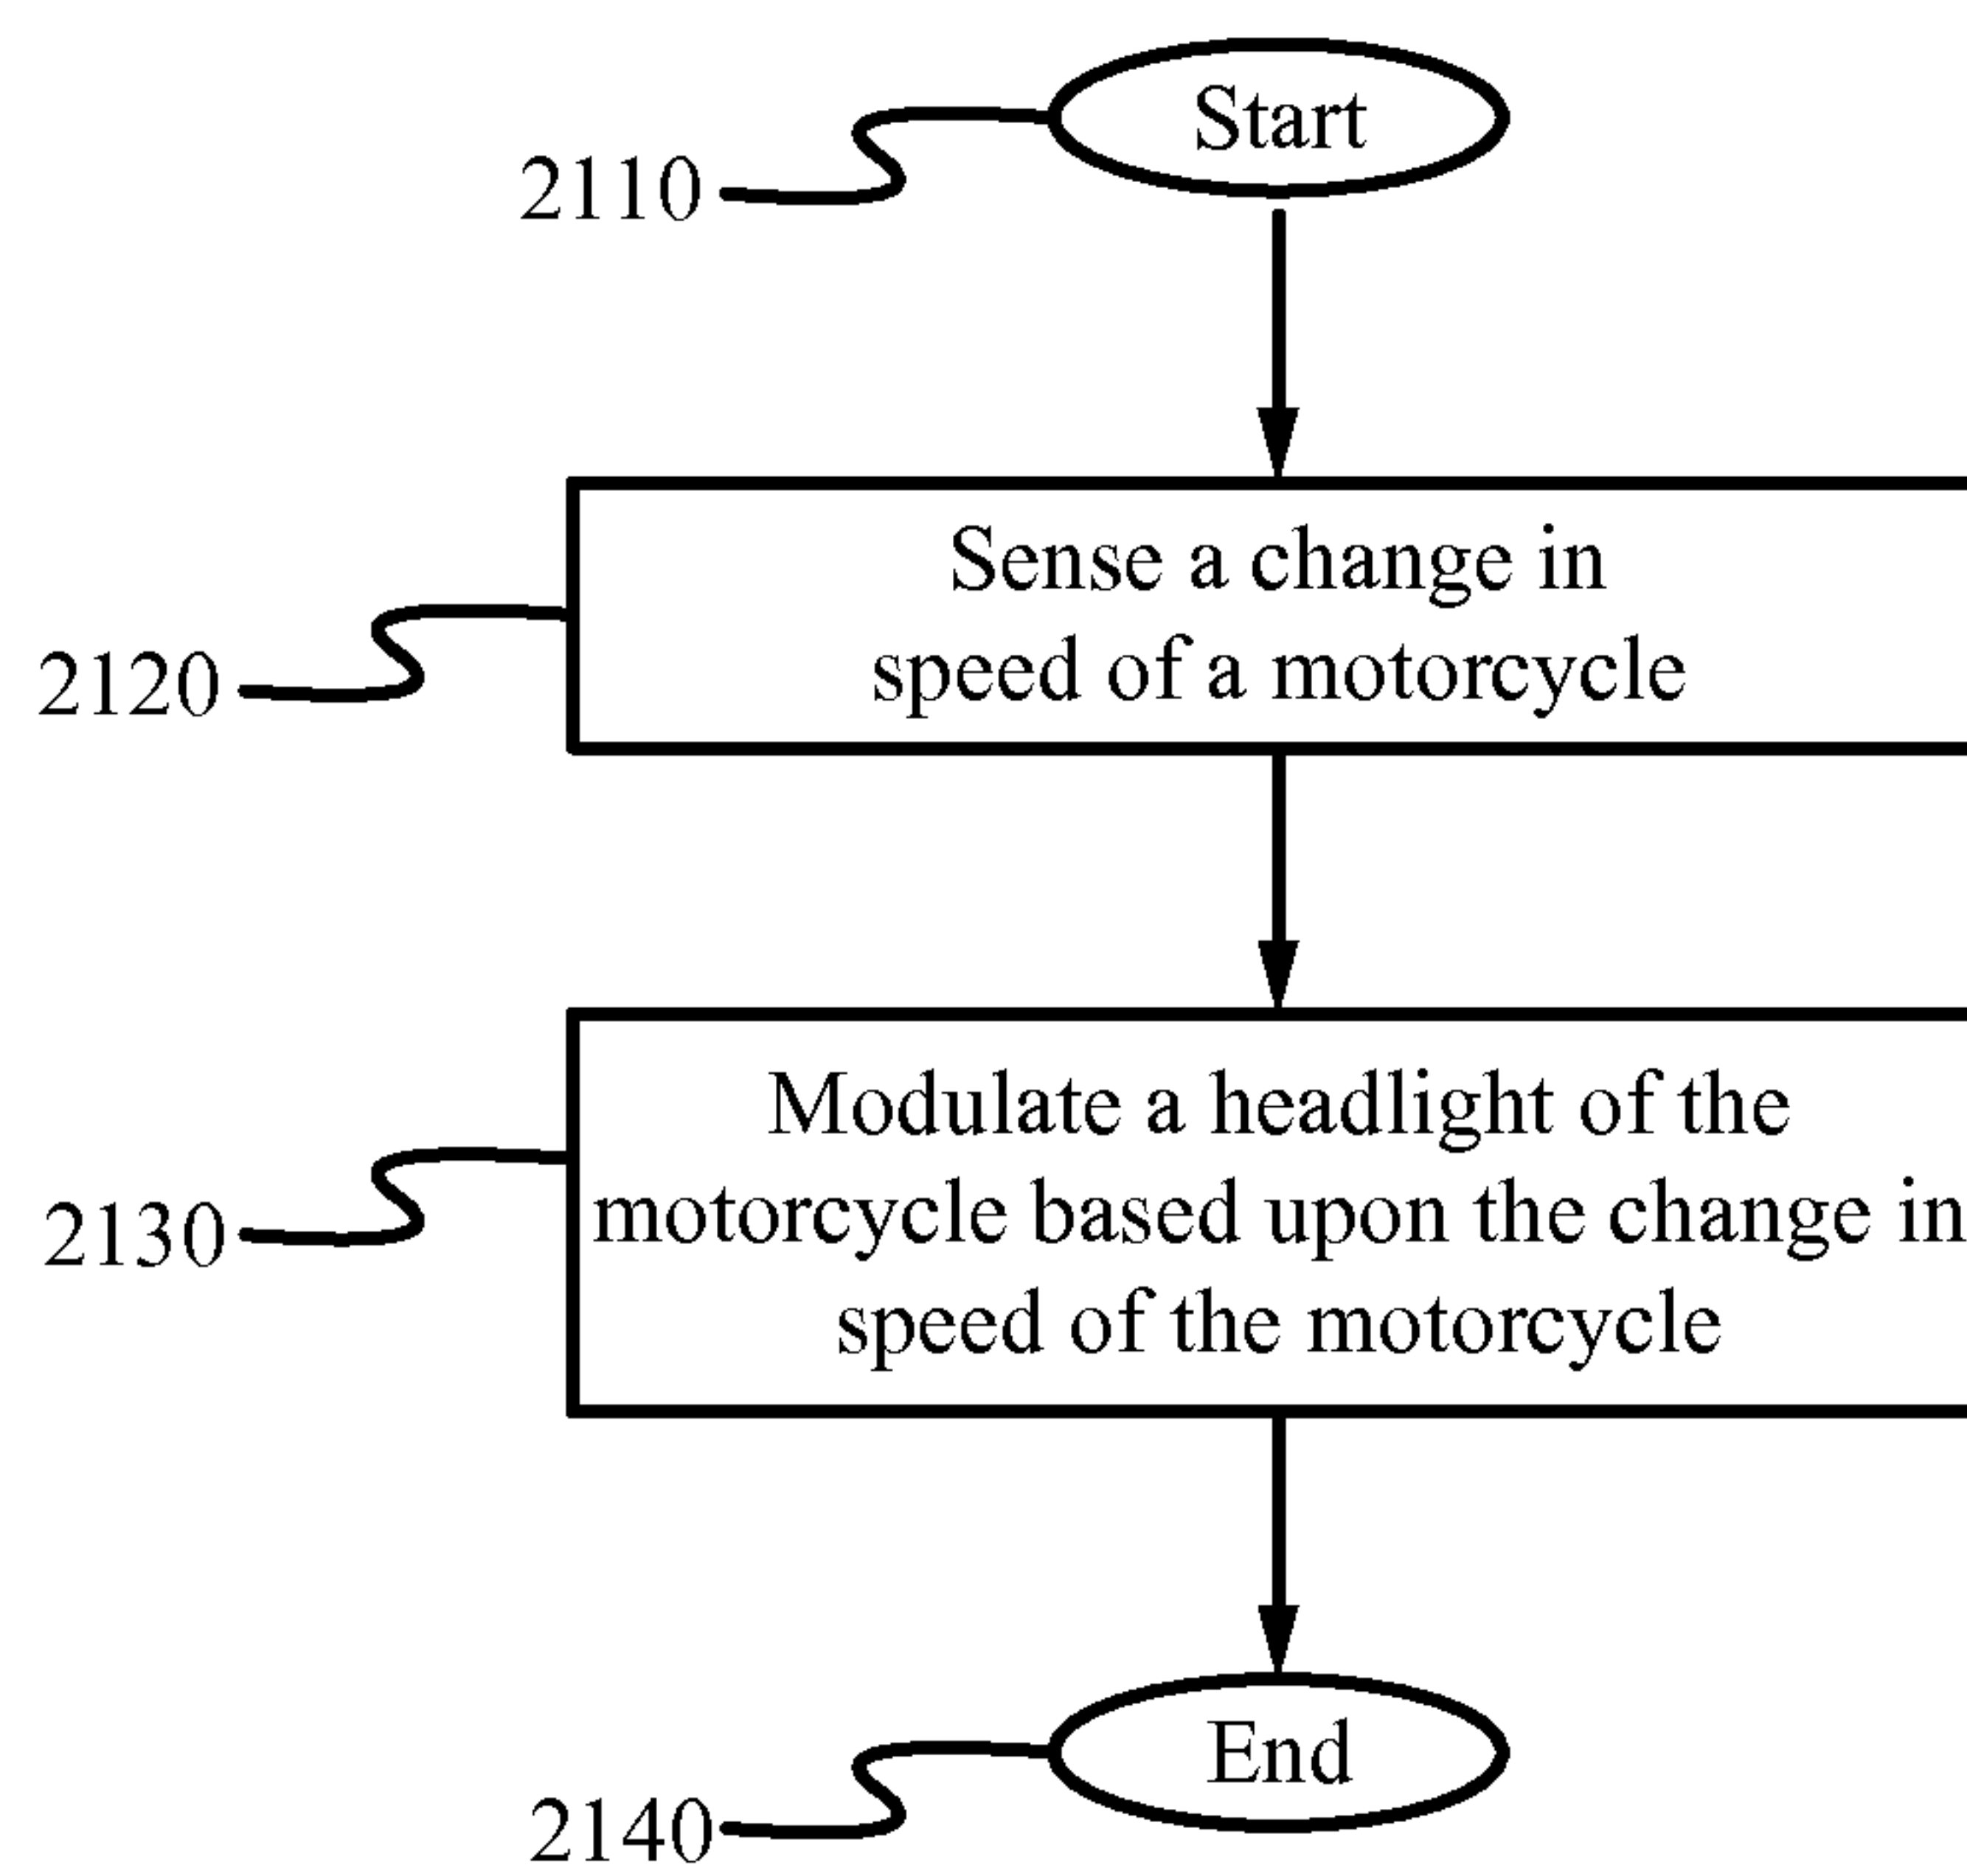 Start
2110
Sense a change in
speed of a motorcycle
2120
Modulate a headlight of the
motorcycle based upon the change in
speed of the motorcycle
2130
End
2140